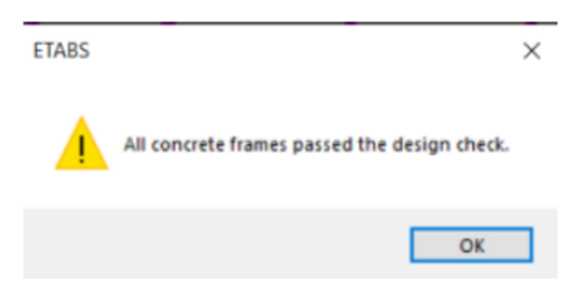 ETABS
All concrete frames passed the design check.
OK